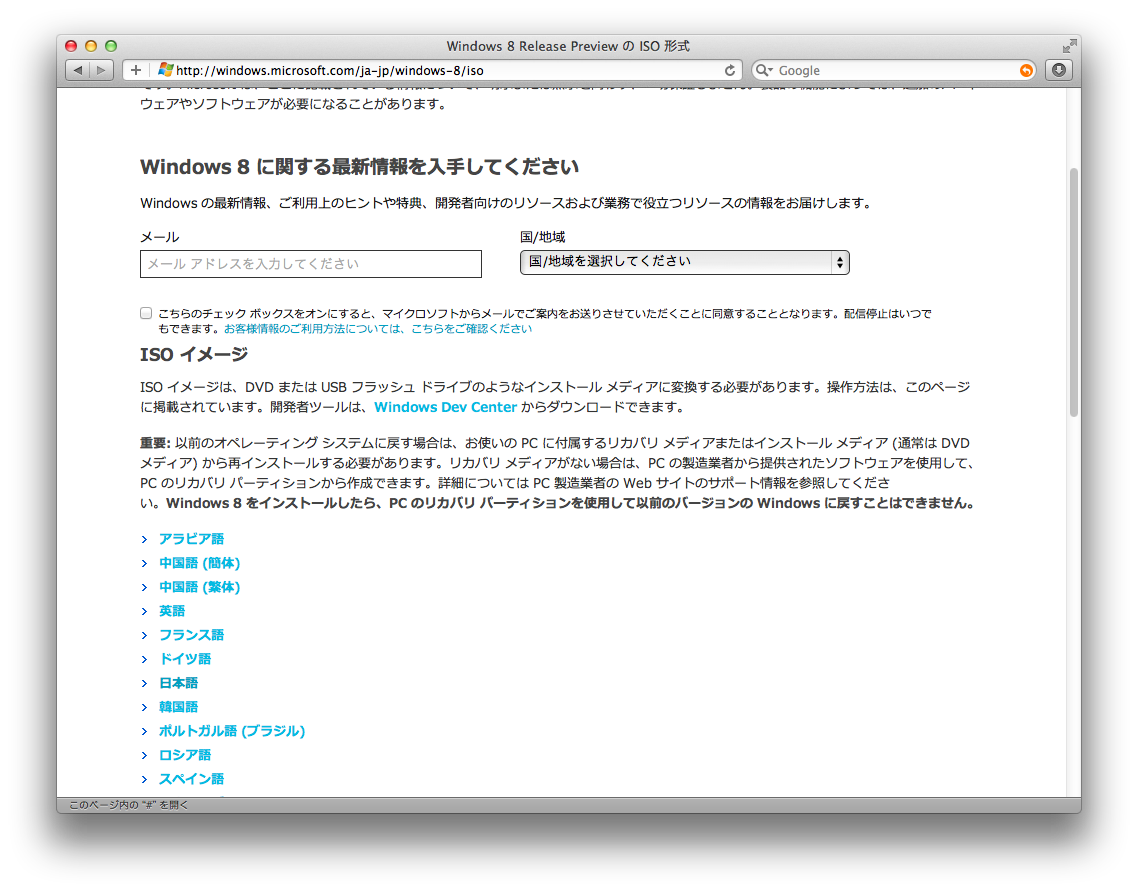 Windows 8 Release Preview の ISO 形式
http://windows.microsoft.com/ja-jp/windows-8/iso
Google
ウェアやソフトウェアが必要になることがあります。
Windows 8 に関する最新情報を入手してください
Windows の最新情報、ご利用上のヒントや特典、開発者向けのリソースおよび業務で役立つリソースの情報をお届けします。
メール
国/地域
メール アドレスを入力してください
国/地域を選択してください
こちらのチェック ボックスをオンにすると、マイクロソフトからメールでご案内をお送りさせていただくことに同意することとなります。配信停止はいつで
もできます。お客様情報のご利用方法については、こちらをご確認ください
ISO イメージ
ISO イメージは、DVD または USB フラッシュ ドライブのようなインストール メディアに変換する必要があります。操作方法は、このページ
に掲載されています。開発者ツールは、Windows Dev Center からダウンロードできます。
重要: 以前のオペレーティング システムに戻す場合は、お使いの PC に付属するリカバリ メディアまたはインストール メディア (通常は DVD
メディア) から再インストールする必要があります。リカバリ メディアがない場合は、PC の製造業者から提供されたソフトウェアを使用して、
PC のリカバリ パーティションから作成できます。詳細については PC 製造業者の Web サイトのサポート情報を参照してくださ
い。Windows 8 をインストールしたら、PC のリカバリ パーティションを使用して以前のバージョンの Windows に戻すことはできません。
アラビア語
中国語 (簡体)
中国語 (繁体)
英語
フランス語
ドイツ語
日本語
韓国語
ポルトガル語 (ブラジル)
ロシア語
スペイン語
このページ内の "#" を開く